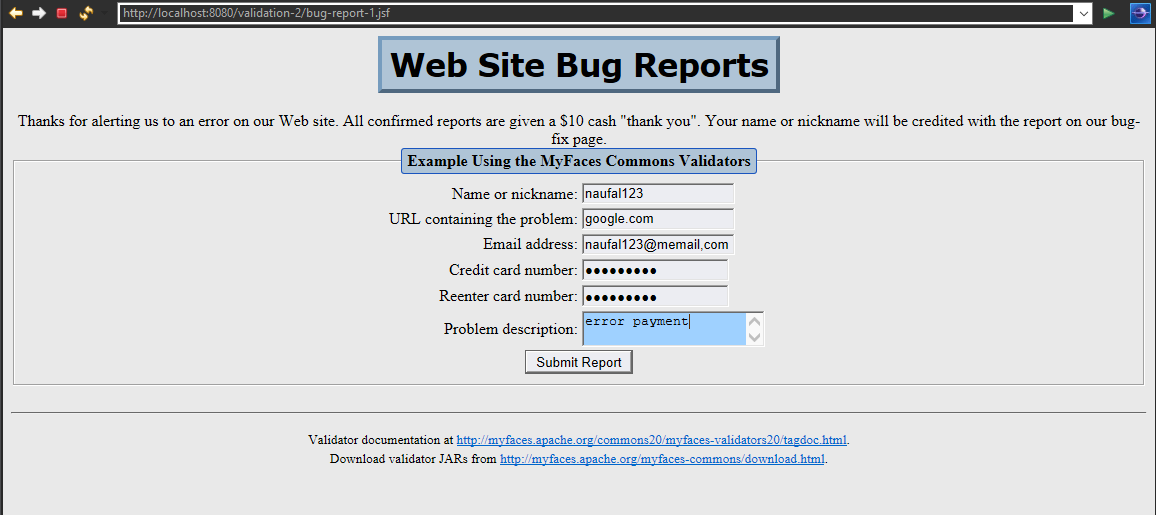 http://localhost:8080/validation-2/bug-report-1.jsf
Web Site Bug Reports
Thanks for alerting us to an error on our Web site. All confirmed reports are given a $10 cash "thank you". Your name or nickname will be credited with the report on our bug-
fix page.
Example Using the MyFaces Commons Validators
Name or nickname: naufal123
URL containing the problem: google.com
Email address: naufal123@memail,com
Credit card number: ●●●●●●●●●
Reenter card number: ●●●●●●●●●
Problem description: error payment
Submit Report
Validator documentation at http://myfaces.apache.org/commons20/myfaces-validators20/tagdoc.html.
Download validator JARs from http://myfaces.apache.org/myfaces-commons/download.html.